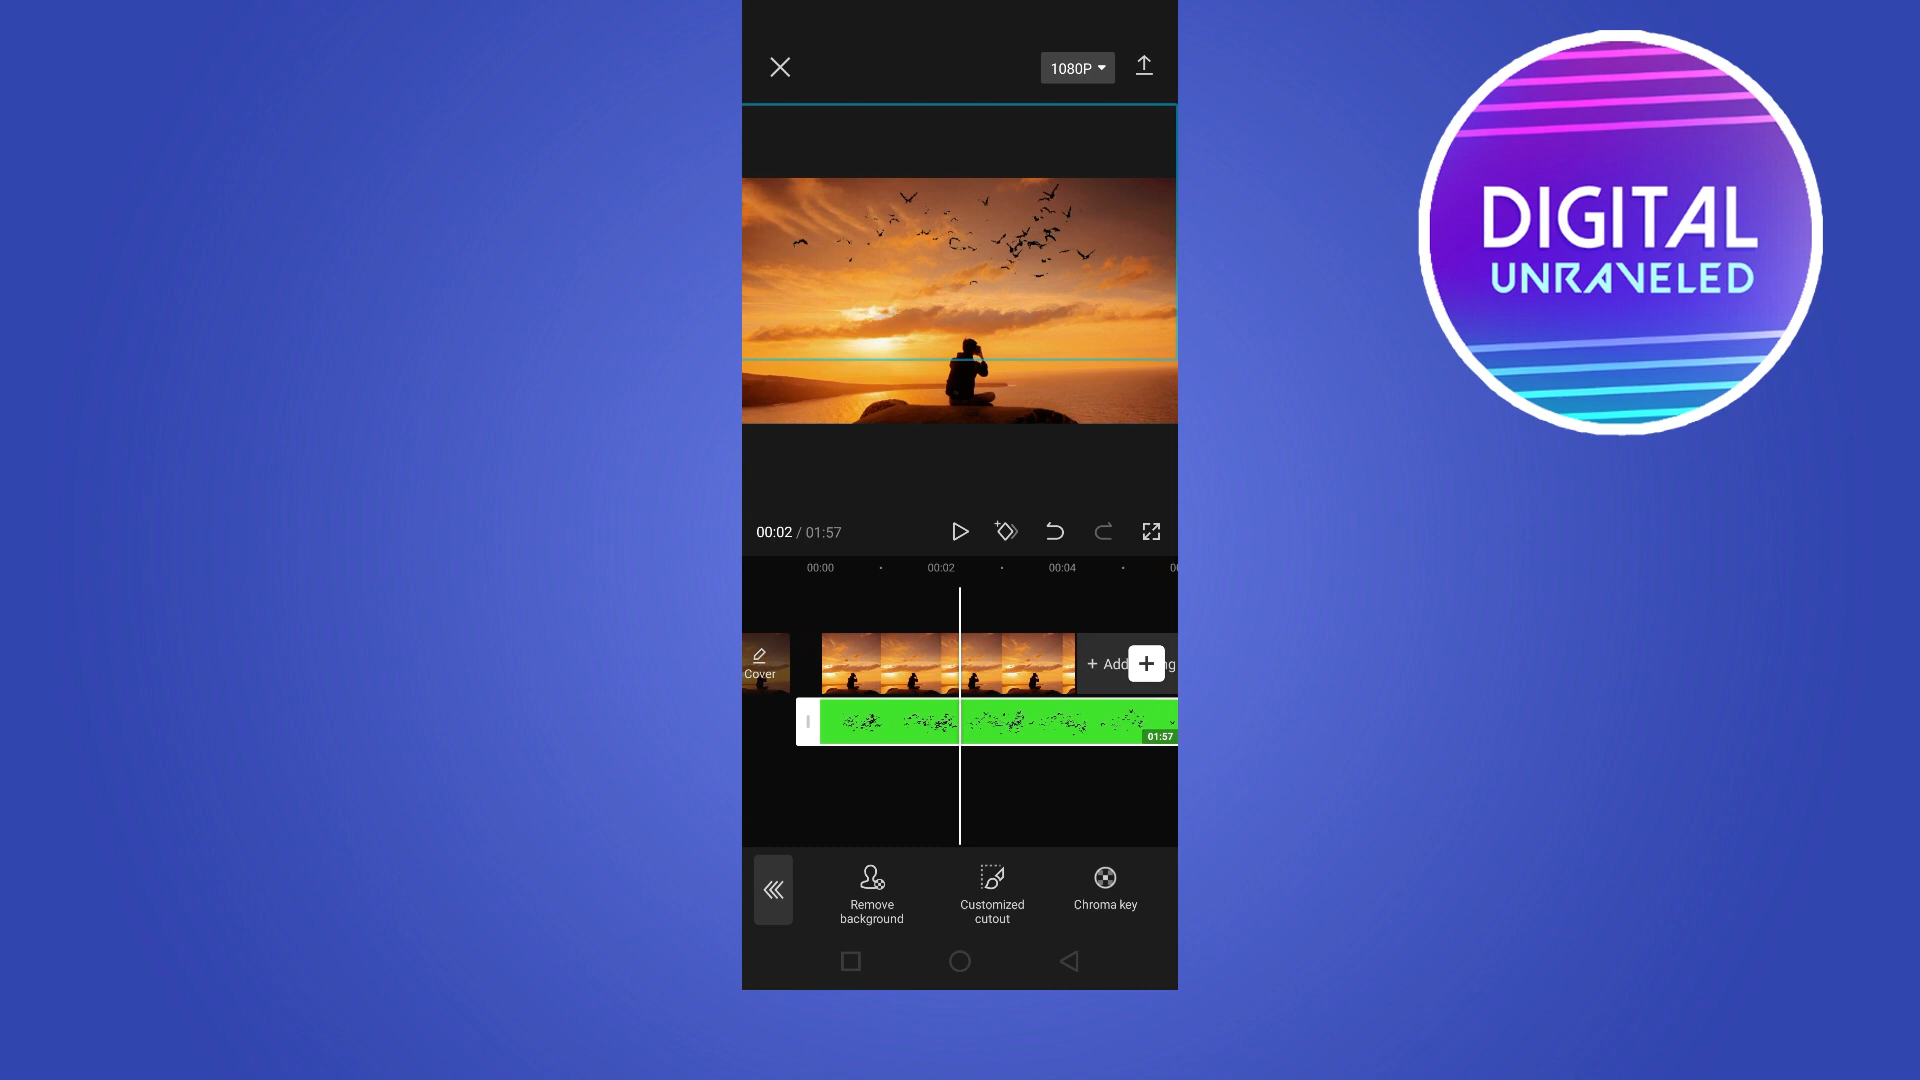 1080P
DIGITAL
UNRAVELED
00:02 / 01:57
00:00
00:02
00:04
Cover
+ Add
01:57
Remove
background
Customized
cutout
Chroma key